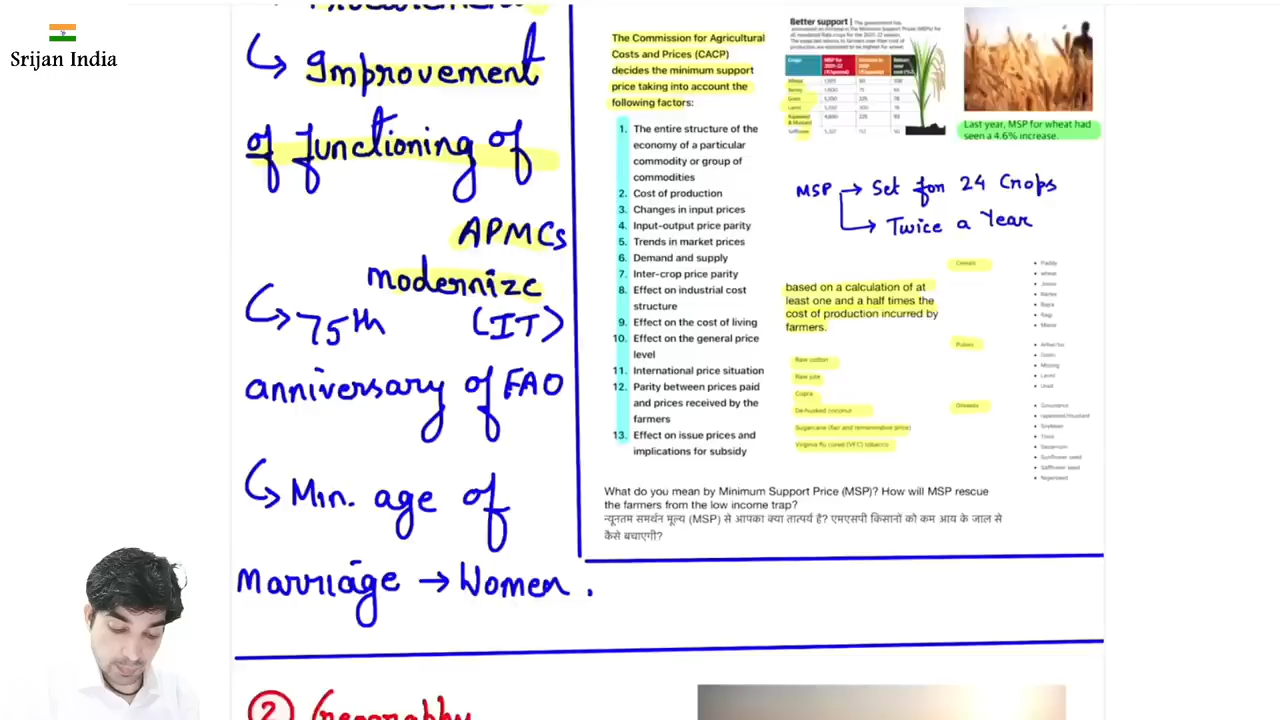 Srijan India
Procurement
↳ Improvement
of functioning of
APMCs
modernize
(IT)
↳ 75th
anniversary of FAO
↳ Min. age of
Marriage → Women.
The Commission for Agricultural
Costs and Prices (CACP)
decides the minimum support
price taking into account the
following factors:
1. The entire structure of the
economy of a particular
commodity or group of
commodities
2. Cost of production
3. Changes in input prices
4. Input-output price parity
5. Trends in market prices
6. Demand and supply
7. Inter-crop price parity
8. Effect on industrial cost
structure
9. Effect on the cost of living
10. Effect on the general price
level
11. International price situation
12. Parity between prices paid
and prices received by the
farmers
13. Effect on issue prices and
implications for subsidy
Better support
Last year, MSP for wheat had
seen a 4.6% increase.
MSP → Set for 24 Crops
→ Twice a Year
based on a calculation of at
least one and a half times the
cost of production incurred by
farmers.
Raw cotton
Raw jute
Copra
De-husked coconut
Sugarcane (fair and remunerative price)
Virginia flu cured (VFC) tobacco
Cereals
• Paddy
• wheat
• Ragi
Pulses
• Lentil
Oilseeds
• rapeseed/mustard
• Sunflower seed
• Safflower seed
What do you mean by Minimum Support Price (MSP)? How will MSP rescue
the farmers from the low income trap?
न्यूनतम समर्थन मूल्य (MSP) से आपका क्या तात्पर्य है? एमएसपी किसानों को कम आय के जाल से
कैसे बचाएगी?
② Geography